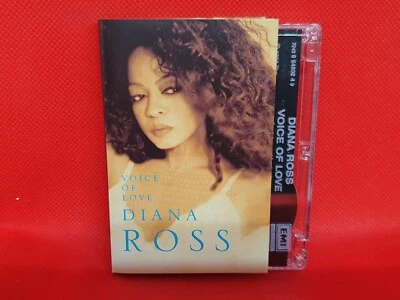 VOICE
OF
LOVE
DIANA
ROSS
DIANA ROSS
VOICE OF LOVE
EMI